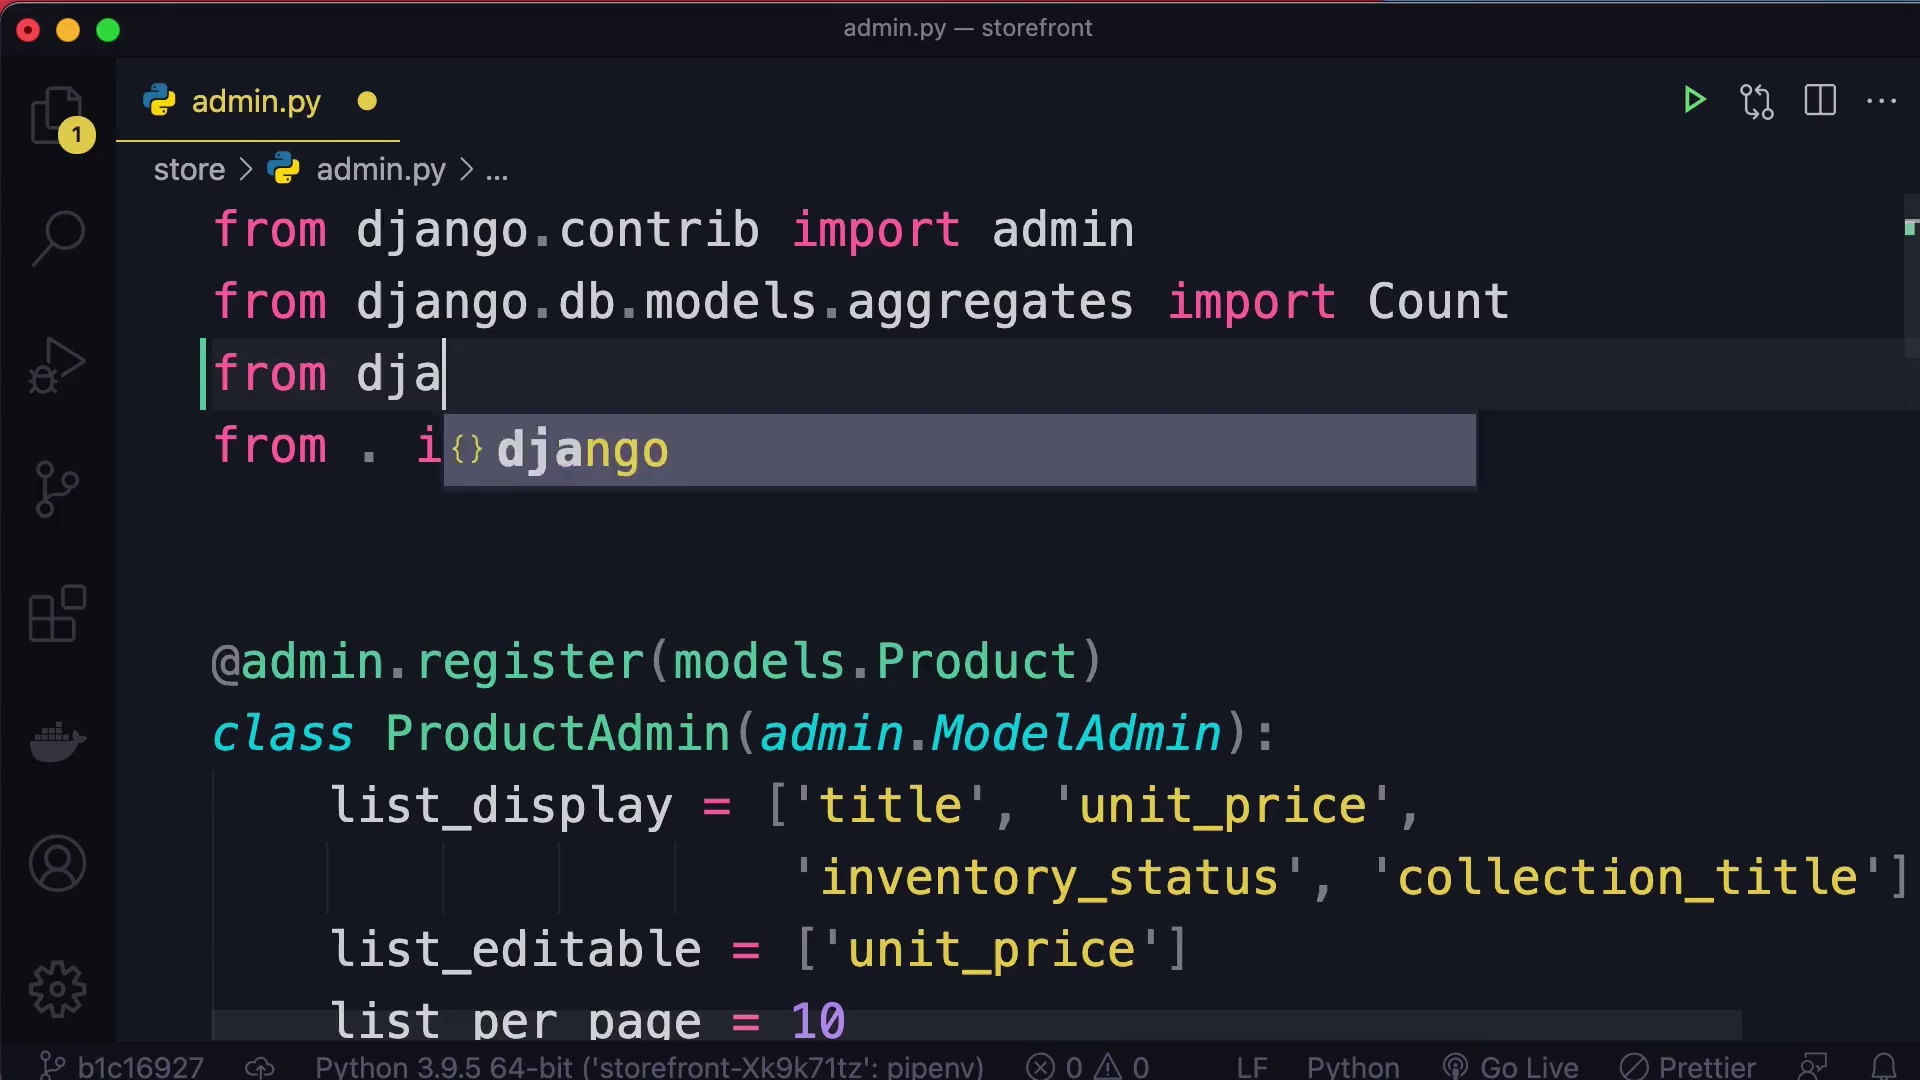 admin.py — storefront
admin.py
1
store > admin.py > ...
from django.contrib import admin
from django.db.models.aggregates import Count
from dja
from . i
{} django
@admin.register(models.Product)
class ProductAdmin(admin.ModelAdmin):
list_display = ['title', 'unit_price',
'inventory_status', 'collection_title']
list_editable = ['unit_price']
list_per_page = 10
b1c16927 Python 3.9.5 64-bit ('storefront-Xk9k71tz': pipenv) 0 0 LF Python Go Live Prettier